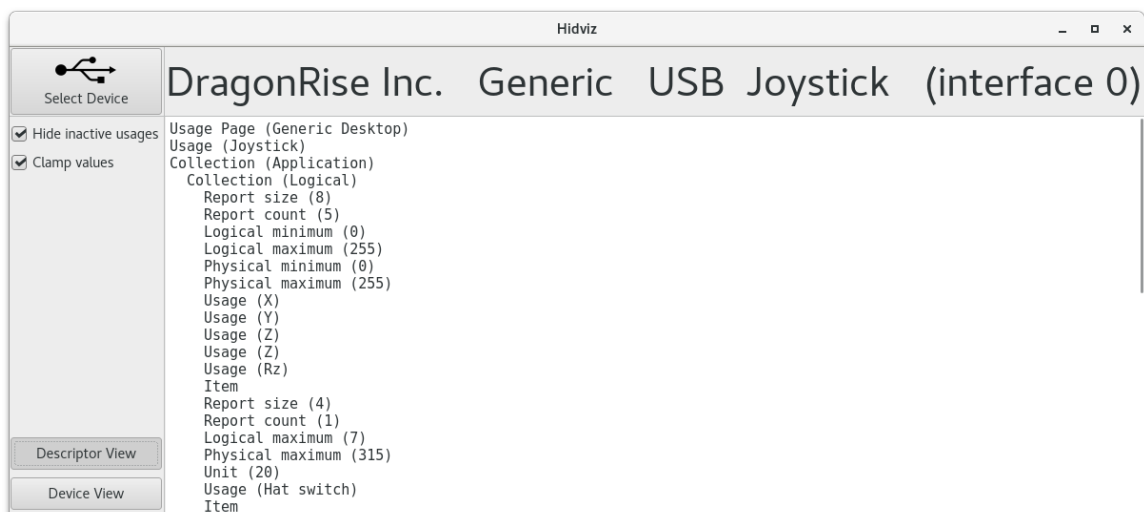 Hidviz
Select Device
DragonRise Inc. Generic USB Joystick (interface 0)
Hide inactive usages
Clamp values
Usage Page (Generic Desktop)
Usage (Joystick)
Collection (Application)
Collection (Logical)
Report size (8)
Report count (5)
Logical minimum (0)
Logical maximum (255)
Physical minimum (0)
Physical maximum (255)
Usage (X)
Usage (Y)
Usage (Z)
Usage (Z)
Usage (Rz)
Item
Report size (4)
Report count (1)
Logical maximum (7)
Physical maximum (315)
Unit (20)
Usage (Hat switch)
Item
Descriptor View
Device View